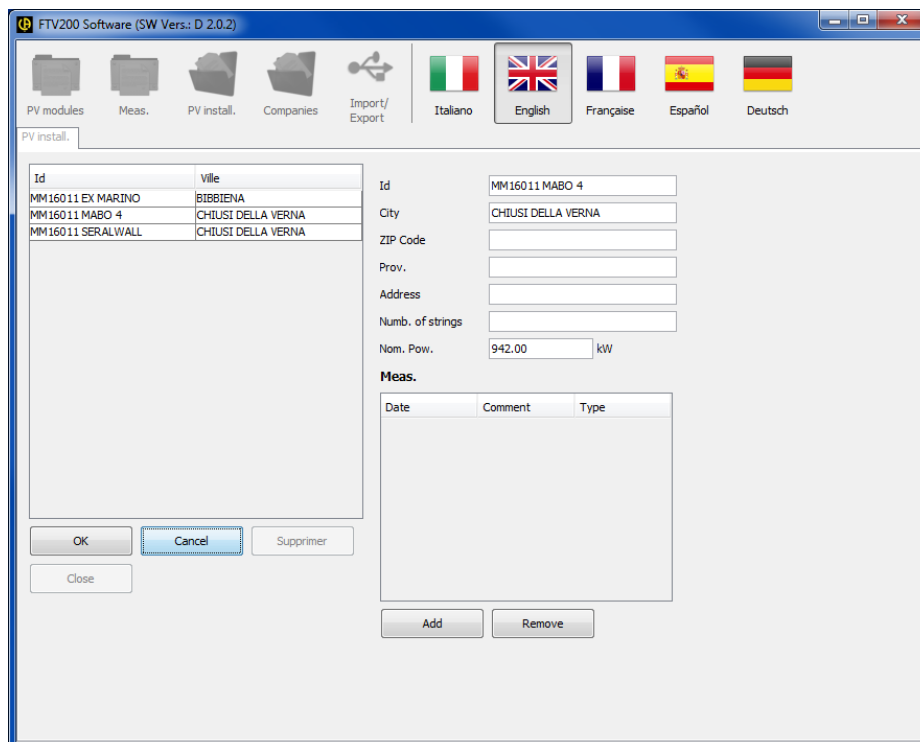 FTV200 Software (SW Vers.: D 2.0.2)
PV modules
Meas.
PV install.
Companies
Import/
Export
Italiano
English
Française
Español
Deutsch
PV install.
Id Ville
MM16011 EX MARINO BIBBIENA
MM16011 MABO 4 CHIUSI DELLA VERNA
MM16011 SERALWALL CHIUSI DELLA VERNA
OK
Cancel
Supprimer
Close
Id MM16011 MABO 4
City CHIUSI DELLA VERNA
ZIP Code
Prov.
Address
Numb. of strings
Nom. Pow. 942.00 kW
Meas.
Date Comment Type
Add
Remove